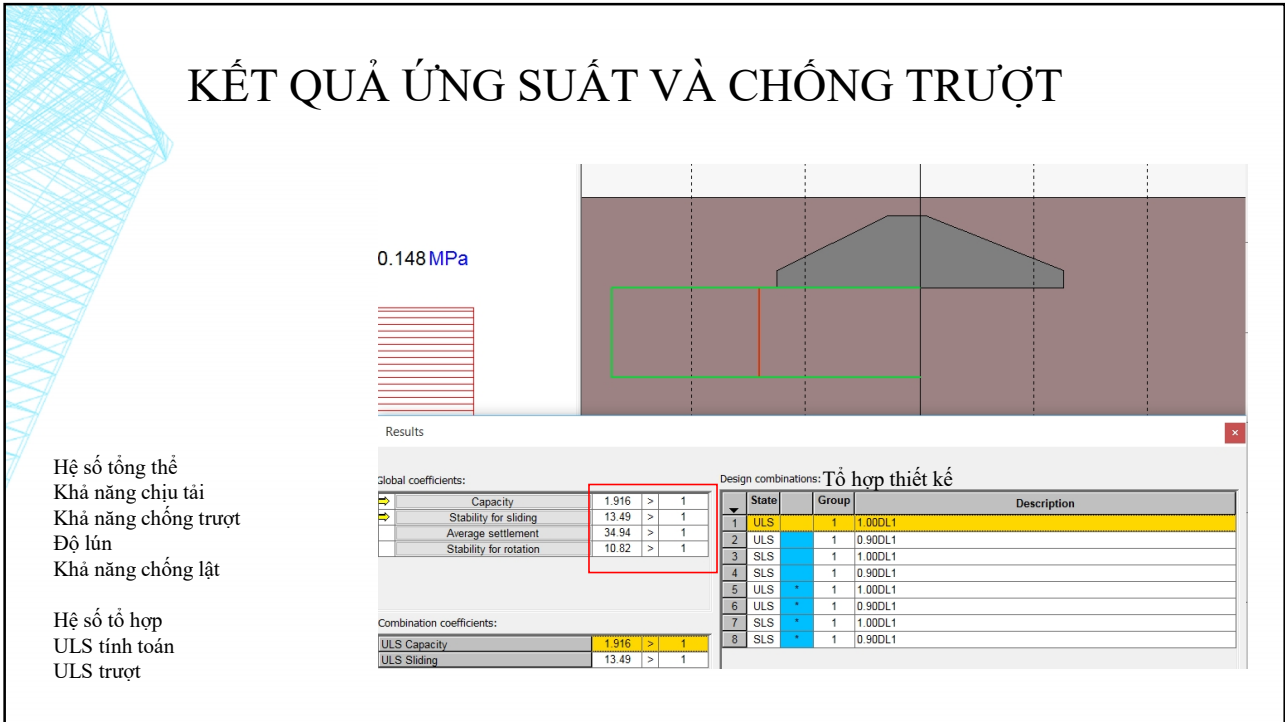 KẾT QUẢ ỨNG SUẤT VÀ CHỐNG TRƯỢT
0.148 MPa
Hệ số tổng thể
Khả năng chịu tải
Khả năng chống trượt
Độ lún
Khả năng chống lật
Hệ số tổ hợp
ULS tính toán
ULS trượt
Results
Global coefficients:
Capacity 1.916 > 1
Stability for sliding 13.49 > 1
Average settlement 34.94 > 1
Stability for rotation 10.82 > 1
Combination coefficients:
ULS Capacity 1.916 > 1
ULS Sliding 13.49 > 1
Design combinations: Tổ hợp thiết kế
State Group Description
1 ULS 1 1.00DL1
2 ULS 1 0.90DL1
3 SLS 1 1.00DL1
4 SLS 1 0.90DL1
5 ULS * 1 1.00DL1
6 ULS * 1 0.90DL1
7 SLS * 1 1.00DL1
8 SLS * 1 0.90DL1